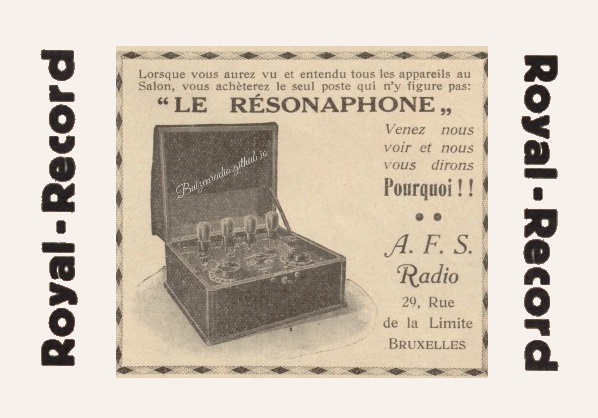 Royal-Record
Lorsque vous aurez vu et entendu tous les appareils au
Salon, vous achèterez le seul poste qui n'y figure pas:
“LE RÉSONAPHONE„
Venez nous
voir et nous
vous dirons
Pourquoi !!
A. F. S.
Radio
29, Rue
de la Limite
BRUXELLES
Balzenradio.github.io
Royal-Record